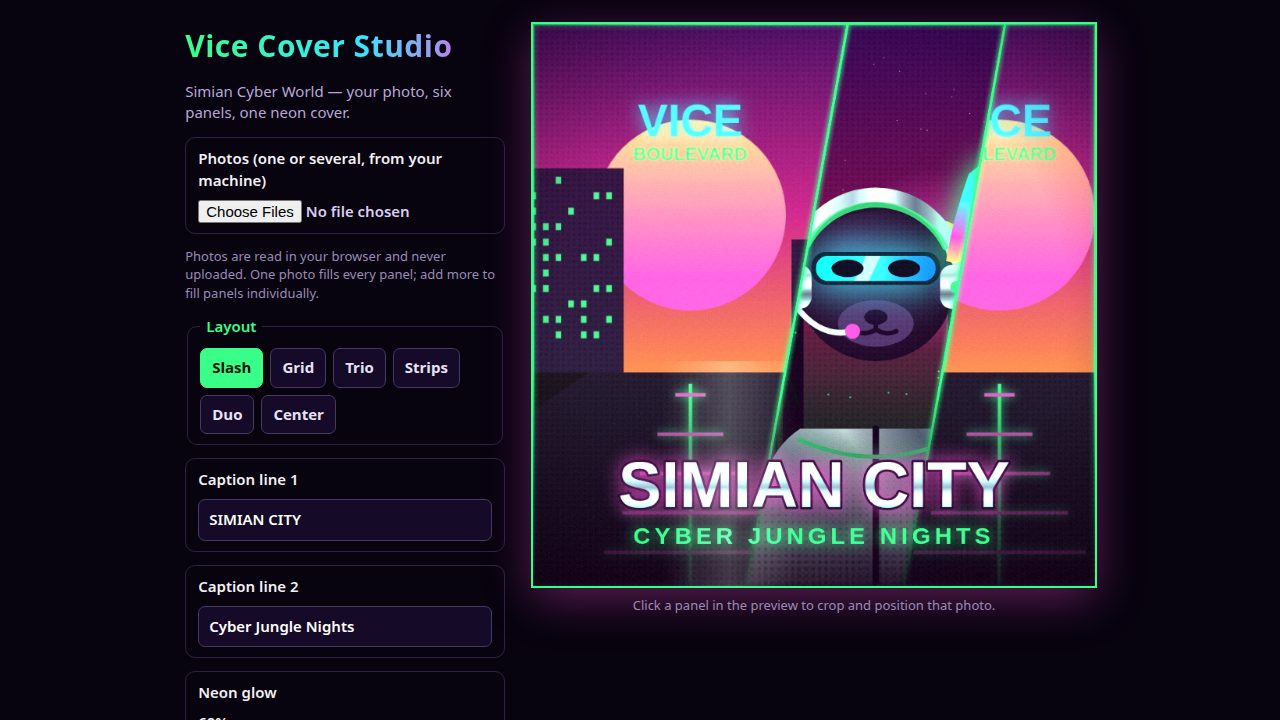 Vice Cover Studio
Simian Cyber World — your photo, six
panels, one neon cover.
Photos (one or several, from your
machine)
Choose Files No file chosen
Photos are read in your browser and never
uploaded. One photo fills every panel; add more to
fill panels individually.
Layout
Slash Grid Trio Strips
Duo Center
Caption line 1
SIMIAN CITY
Caption line 2
Cyber Jungle Nights
Neon glow
VICE
BOULEVARD
CE
LEVARD
SIMIAN CITY
CYBER JUNGLE NIGHTS
Click a panel in the preview to crop and position that photo.